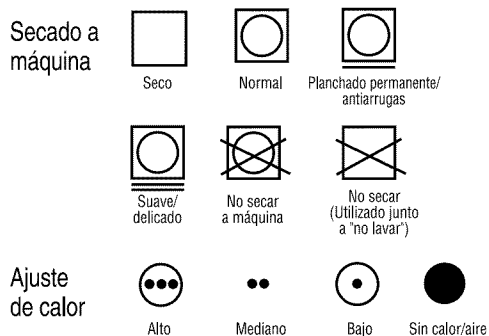 Secado a
máquina
Seco
Normal
Planchado permanente/
antiarrugas
Suave/
delicado
No secar
a máquina
No secar
(Utilizado junto
a "no lavar")
Ajuste
de calor
Alto
Mediano
Bajo
Sin calor/aire